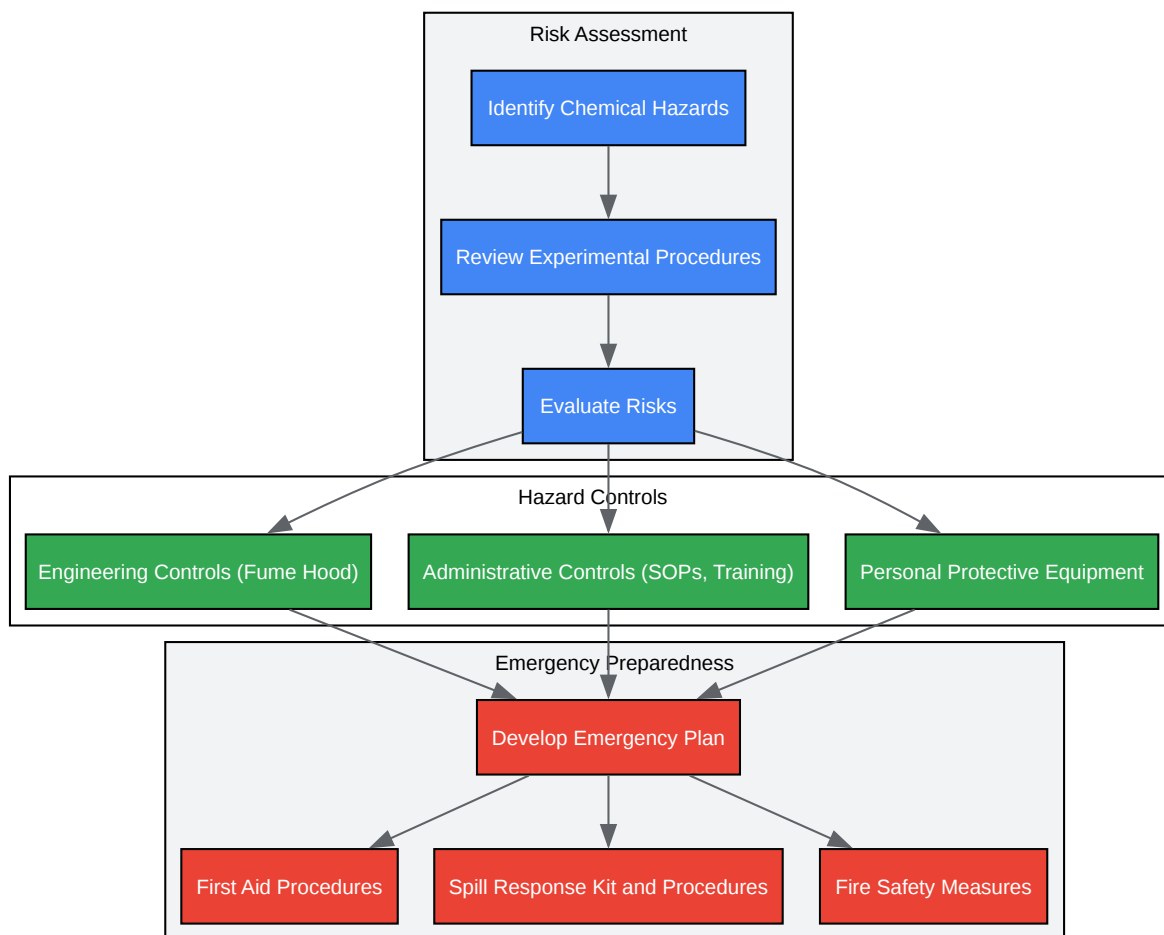 Risk Assessment
Identify Chemical Hazards
Review Experimental Procedures
Evaluate Risks
Hazard Controls
Engineering Controls (Fume Hood)
Administrative Controls (SOPs, Training)
Personal Protective Equipment
Emergency Preparedness
Develop Emergency Plan
First Aid Procedures
Spill Response Kit and Procedures
Fire Safety Measures